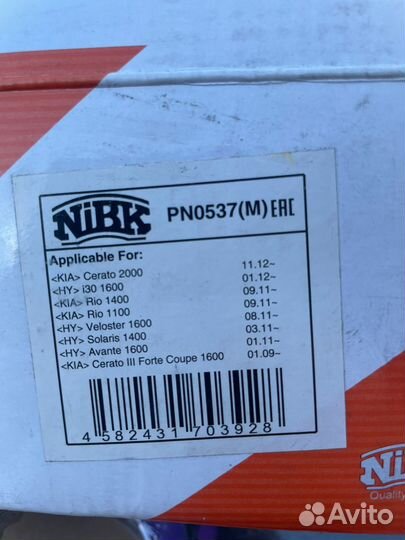 NiBK PN0537(M) EAC
Applicable For:
<KIA> Cerato 2000 11.12~
<HY> I30 1600 01.12~
<KIA> Rio 1400 09.11~
<KIA> Rio 1100 09.11~
<HY> Veloster 1600 08.11~
<HY> Solaris 1400 03.11~
<HY> Avante 1600 01.11~
<KIA> Cerato III Forte Coupe 1600 01.09~
4 582431 703928
Quality
Avito